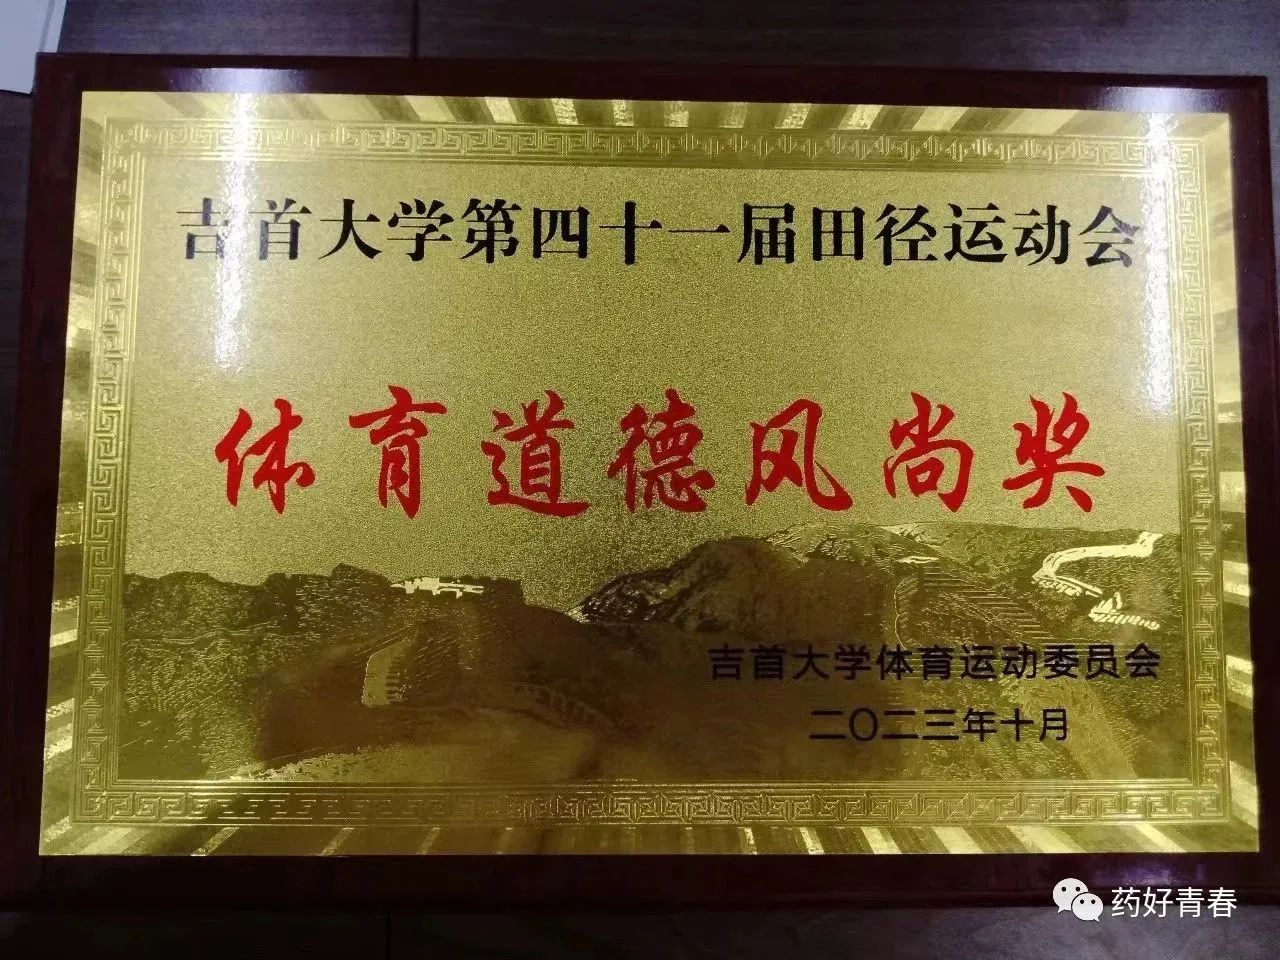 吉首大学第四十一届田径运动会
体育道德风尚奖
吉首大学体育运动委员会
二〇二三年十月
药好青春